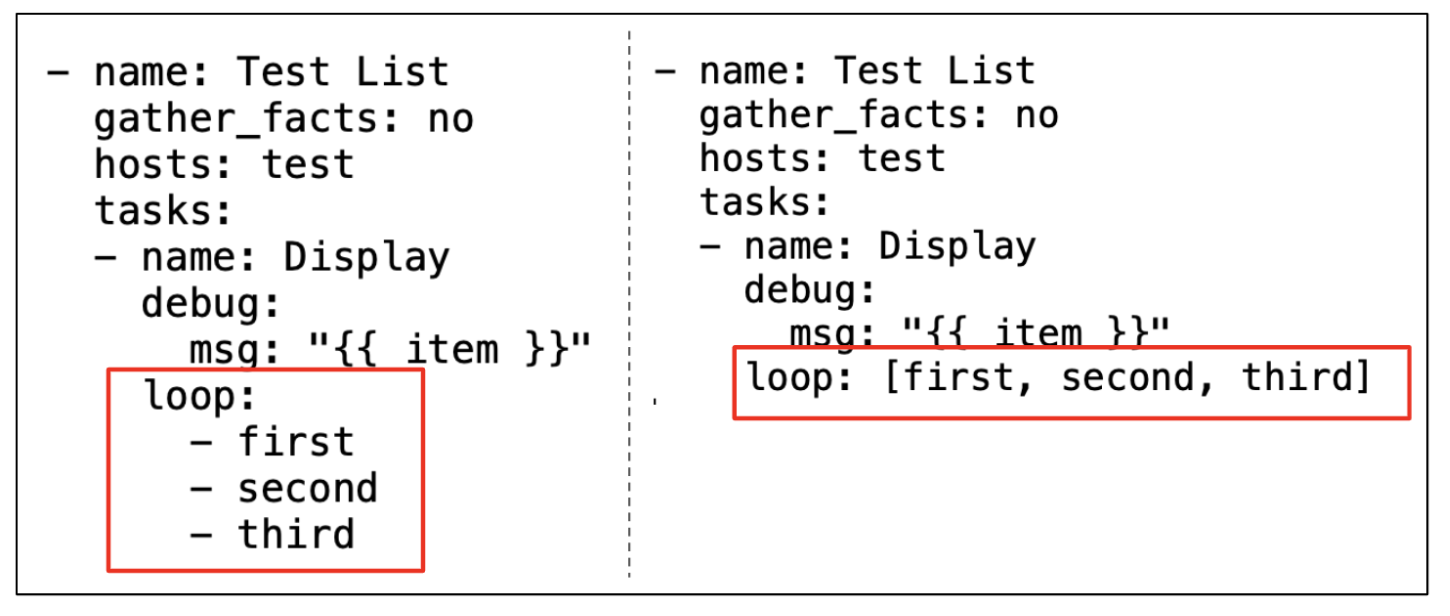 - name: Test List
  gather_facts: no
  hosts: test
  tasks:
  - name: Display
    debug:
      msg: "{{ item }}"
    loop:
      - first
      - second
      - third
- name: Test List
  gather_facts: no
  hosts: test
  tasks:
  - name: Display
    debug:
      msg: "{{ item }}"
    loop: [first, second, third]